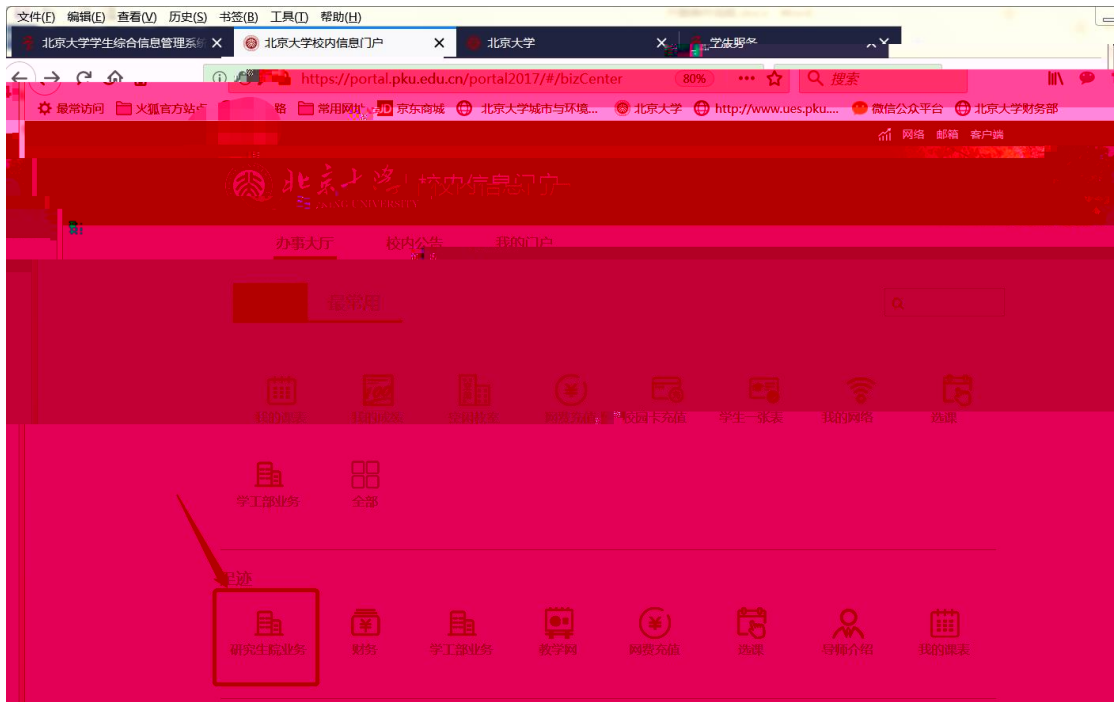 文件(F) 编辑(E) 查看(V) 历史(S) 书签(B) 工具(T) 帮助(H)
北京大学学生综合信息管理系统 北京大学校内信息门户 北京大学
https://portal.pku.edu.cn/portal2017/#/bizCenter 80% 搜索
最常访问 火狐官方站点 常用网址 JD 京东商城 北京大学城市与环境... 北京大学 http://www.ues.pku.... 微信公众平台 北京大学财务部
网络 邮箱 客户端
北京大学 校内信息门户
办事大厅 校内公告 我的门户
校园卡充值 学生一张表 我的网络 选课
学工部业务 全部
足迹
研究生院业务 财务 学工部业务 教学网 网费充值 选课 导师介绍 我的课表